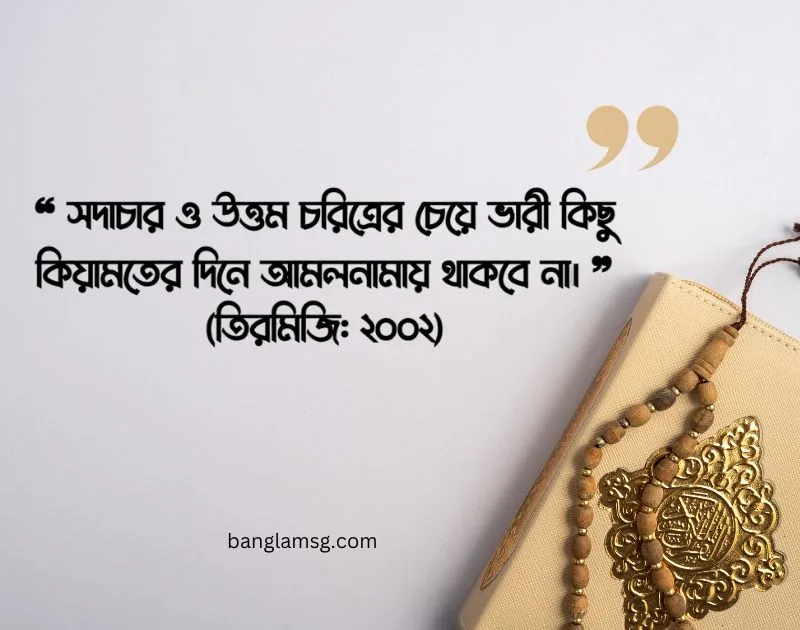 “ সদাচার ও উত্তম চরিত্রের চেয়ে ভারী কিছু
কিয়ামতের দিনে আমলনামায় থাকবে না। ”
(তিরমিজি: ২০০২)
banglamsg.com